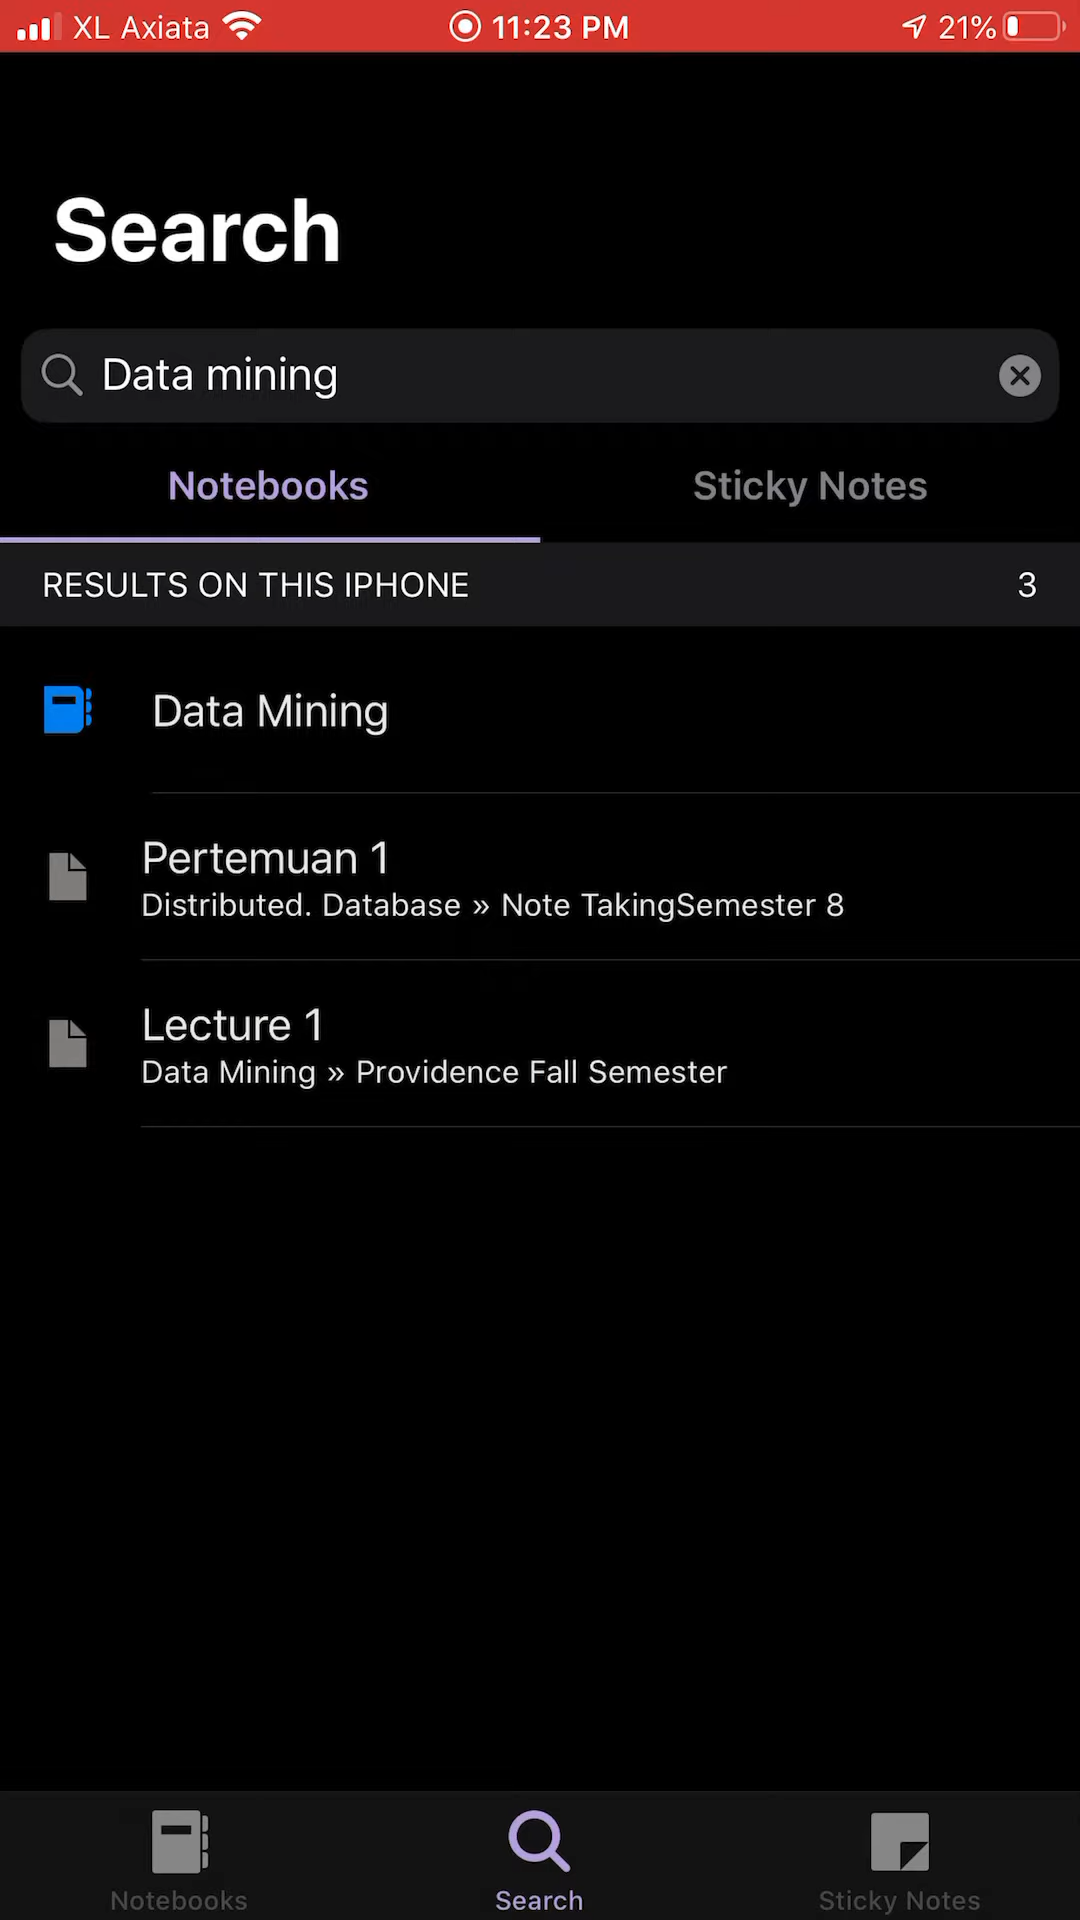 XL Axiata 11:23 PM 21%
Search
Data mining
Notebooks Sticky Notes
RESULTS ON THIS IPHONE 3
Data Mining
Pertemuan 1
Distributed. Database » Note TakingSemester 8
Lecture 1
Data Mining » Providence Fall Semester
Notebooks Search Sticky Notes